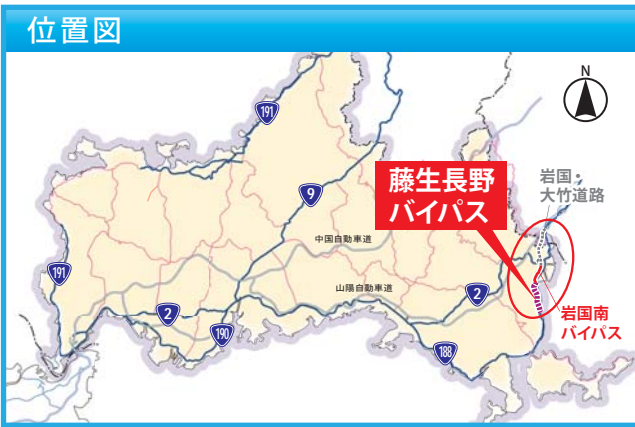 位置図
N
191
9
藤生長野
バイパス
岩国・
大竹道路
中国自動車道
191
山陽自動車道
2
2
岩国南
バイパス
190
188